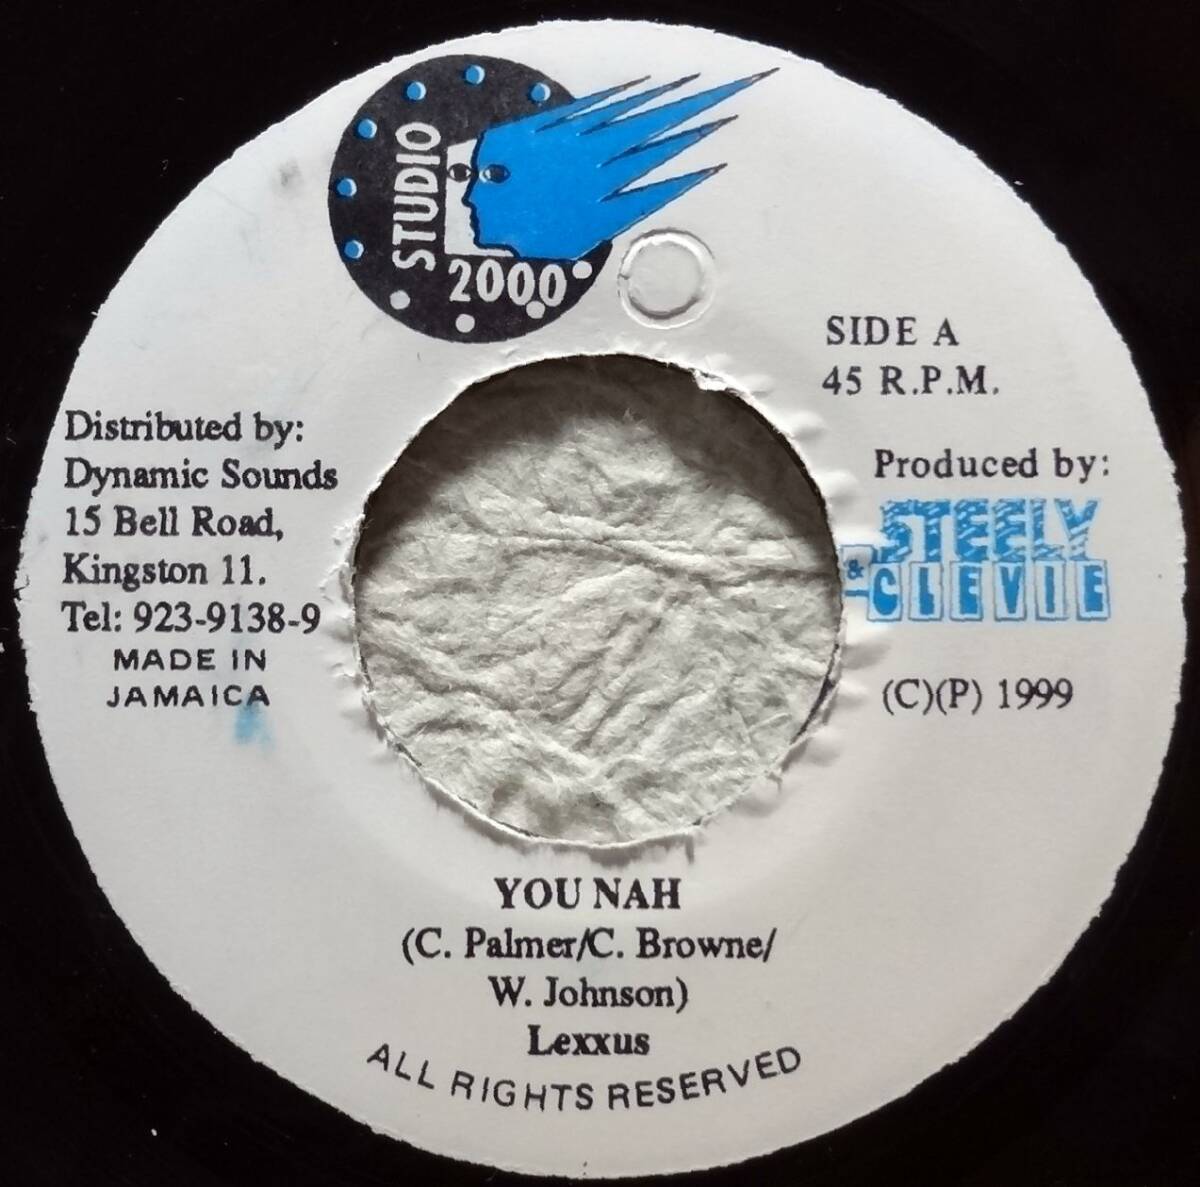 STUDIO
2000
SIDE A
45 R.P.M.
Distributed by:
Dynamic Sounds
15 Bell Road,
Kingston 11.
Tel: 923-9138-9
MADE IN
JAMAICA
Produced by:
STEELY
& CLEVIE
(C)(P) 1999
YOU NAH
(C. Palmer/C. Browne/
W. Johnson)
Lexxus
ALL RIGHTS RESERVED